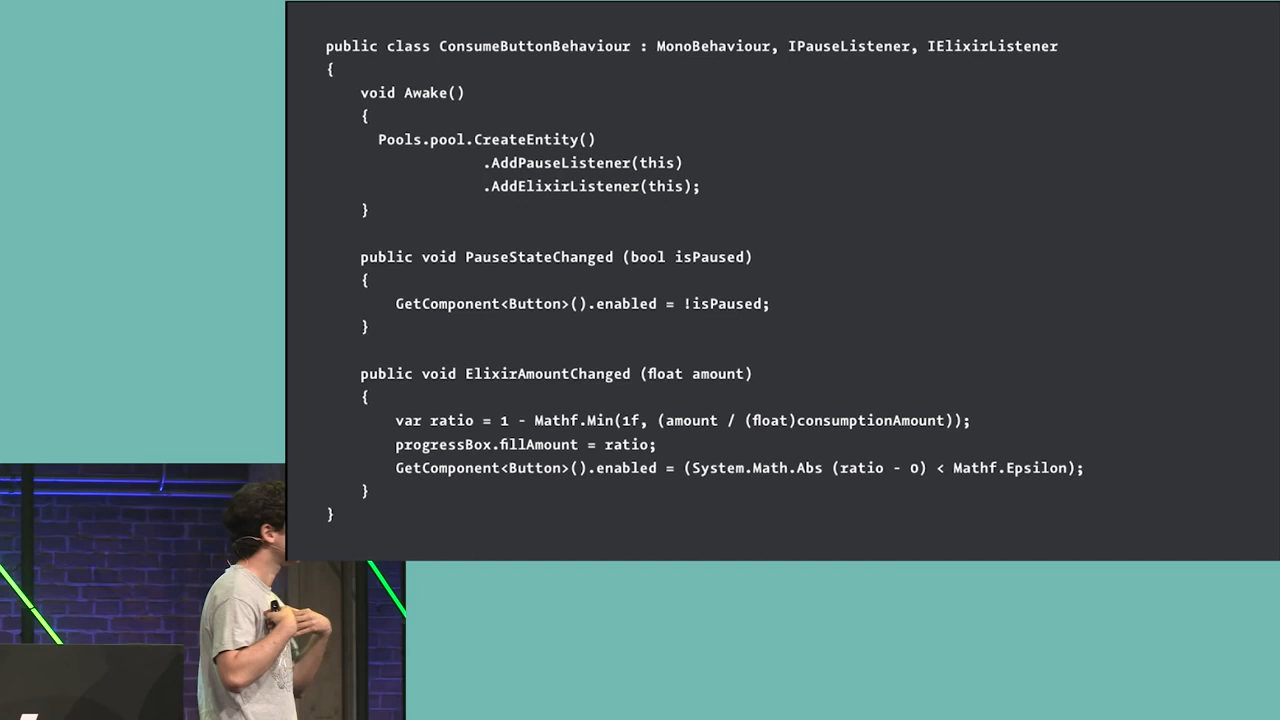 public class ConsumeButtonBehaviour : MonoBehaviour, IPauseListener, IElixirListener
{
void Awake()
{
Pools.pool.CreateEntity()
.AddPauseListener(this)
.AddElixirListener(this);
}
public void PauseStateChanged (bool isPaused)
{
GetComponent<Button>().enabled = !isPaused;
}
public void ElixirAmountChanged (float amount)
{
var ratio = 1 - Mathf.Min(1f, (amount / (float)consumptionAmount));
progressBox.fillAmount = ratio;
GetComponent<Button>().enabled = (System.Math.Abs (ratio - 0) < Mathf.Epsilon);
}
}